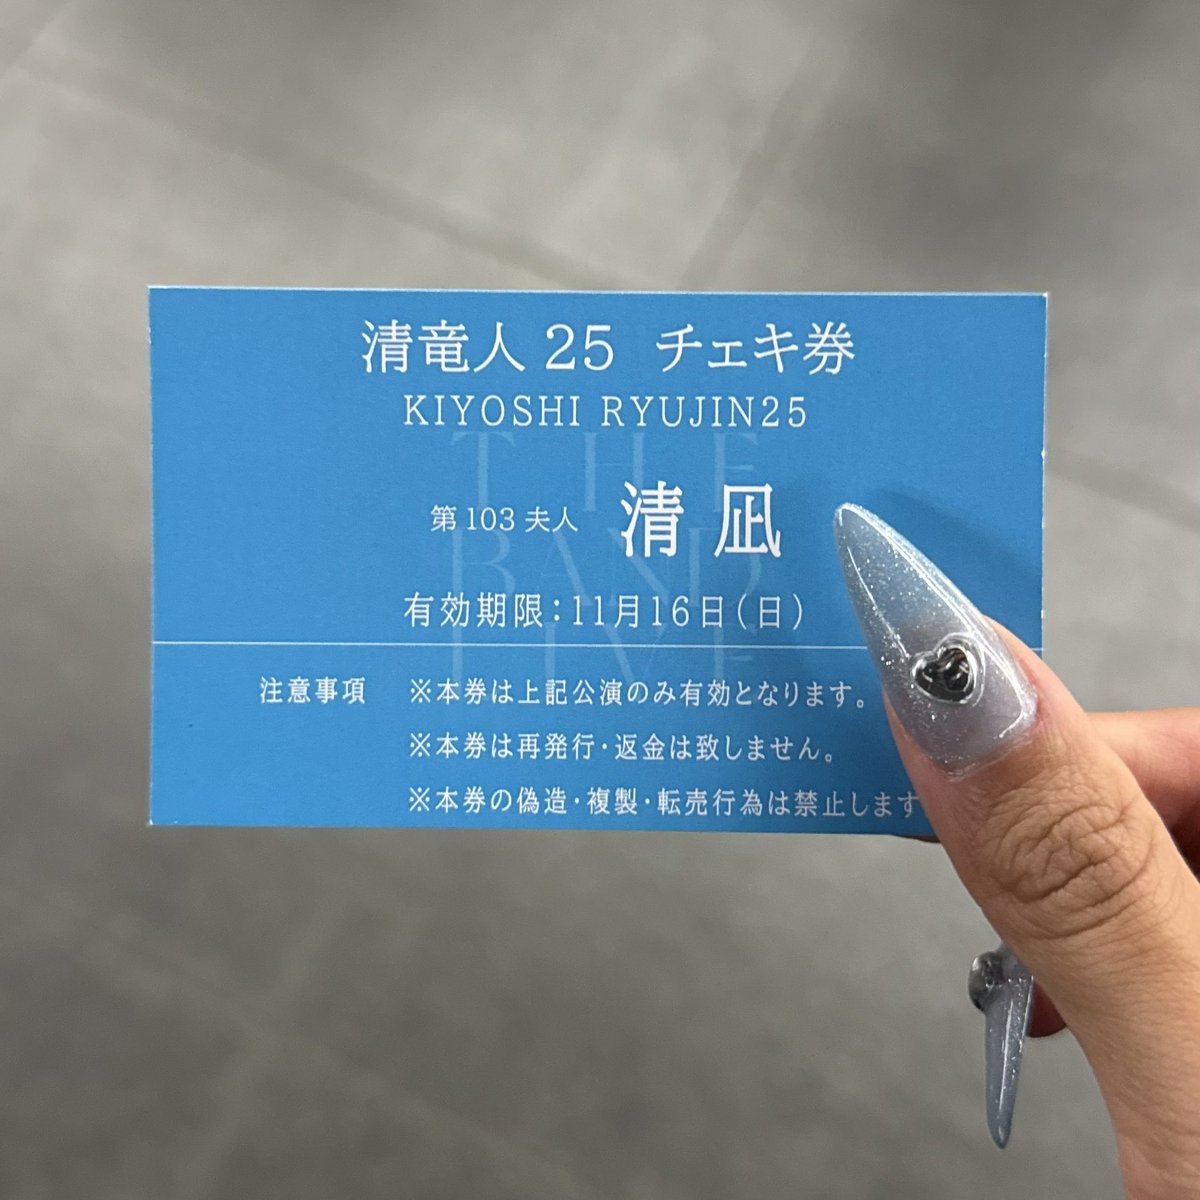 清竜人25 チェキ券
KIYOSHI RYUJIN25
第103夫人 清 凪
有効期限：11月16日（日）
注意事項 ※本券は上記公演のみ有効となります。
※本券は再発行・返金は致しません。
※本券の偽造・複製・転売行為は禁止します
THE
BAND
LIVE